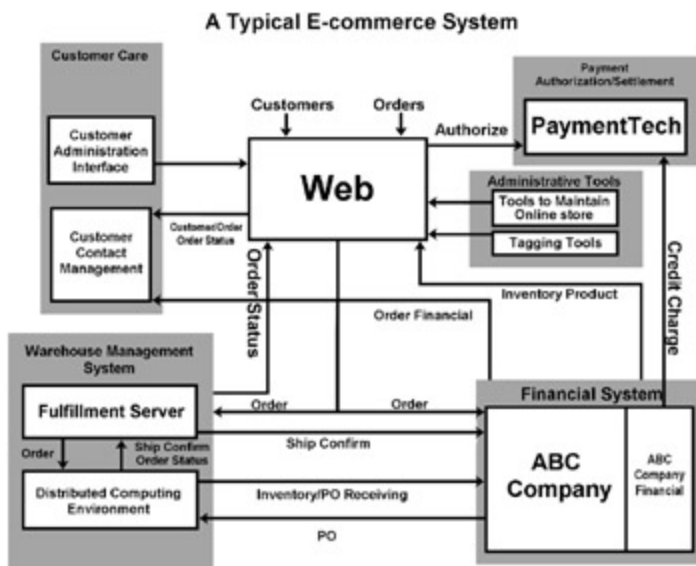 A Typical E-commerce System
Customer Care
Payment
Authorization/Settlement
Customers
Orders
Authorize
PaymentTech
Customer
Administration
Interface
Web
Administrative Tools
Tools to Maintain
Online store
Tagging Tools
Customer
Contact
Management
Customer/Order
Order Status
Order Status
Inventory Product
Credit Charge
Order Financial
Warehouse Management
System
Fulfillment Server
Order
Order
Financial System
Ship Confirm
Order
Ship Confirm
Order Status
Distributed Computing
Environment
Inventory/PO Receiving
PO
ABC
Company
ABC
Company
Financial